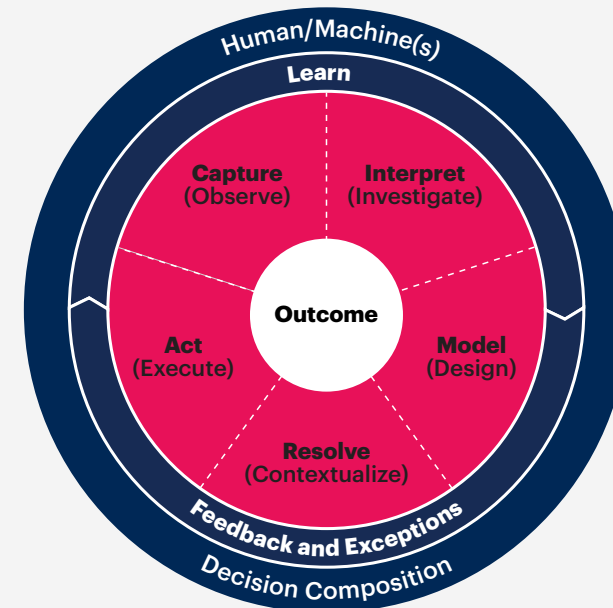 Human/Machine(s)
Learn
Capture
(Observe)
Interpret
(Investigate)
Outcome
Act
(Execute)
Model
(Design)
Resolve
(Contextualize)
Feedback and Exceptions
Decision Composition